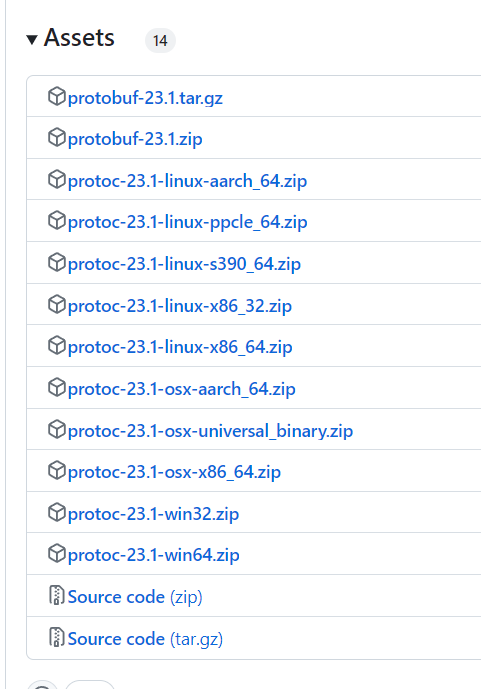 Assets 14
protobuf-23.1.tar.gz
protobuf-23.1.zip
protoc-23.1-linux-aarch_64.zip
protoc-23.1-linux-ppcle_64.zip
protoc-23.1-linux-s390_64.zip
protoc-23.1-linux-x86_32.zip
protoc-23.1-linux-x86_64.zip
protoc-23.1-osx-aarch_64.zip
protoc-23.1-osx-universal_binary.zip
protoc-23.1-osx-x86_64.zip
protoc-23.1-win32.zip
protoc-23.1-win64.zip
Source code (zip)
Source code (tar.gz)